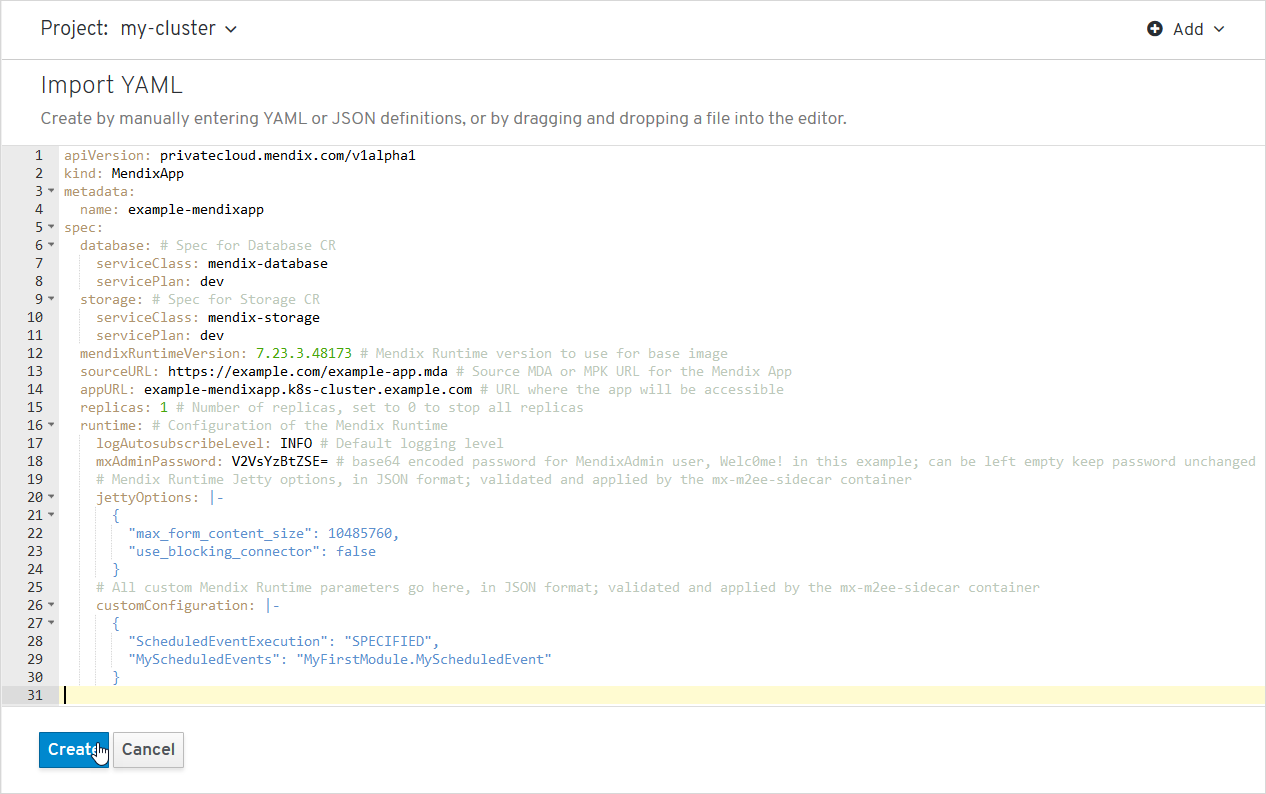 Project: my-cluster
Add
Import YAML
Create by manually entering YAML or JSON definitions, or by dragging and dropping a file into the editor.
1 apiVersion: privatecloud.mendix.com/v1alpha1
2 kind: MendixApp
3 metadata:
4   name: example-mendixapp
5 spec:
6   database: # Spec for Database CR
7     serviceClass: mendix-database
8     servicePlan: dev
9   storage: # Spec for Storage CR
10     serviceClass: mendix-storage
11     servicePlan: dev
12   mendixRuntimeVersion: 7.23.3.48173 # Mendix Runtime version to use for base image
13   sourceURL: https://example.com/example-app.mda # Source MDA or MPK URL for the Mendix App
14   appURL: example-mendixapp.k8s-cluster.example.com # URL where the app will be accessible
15   replicas: 1 # Number of replicas, set to 0 to stop all replicas
16   runtime: # Configuration of the Mendix Runtime
17     logAutosubscribeLevel: INFO # Default logging level
18     mxAdminPassword: V2VsYzBtZSE= # base64 encoded password for MendixAdmin user, Welc0me! in this example; can be left empty keep password unchanged
19     # Mendix Runtime Jetty options, in JSON format; validated and applied by the mx-m2ee-sidecar container
20     jettyOptions: |-
21       {
22         "max_form_content_size": 10485760,
23         "use_blocking_connector": false
24       }
25     # All custom Mendix Runtime parameters go here, in JSON format; validated and applied by the mx-m2ee-sidecar container
26     customConfiguration: |-
27       {
28         "ScheduledEventExecution": "SPECIFIED",
29         "MyScheduledEvents": "MyFirstModule.MyScheduledEvent"
30       }
31
Create Cancel